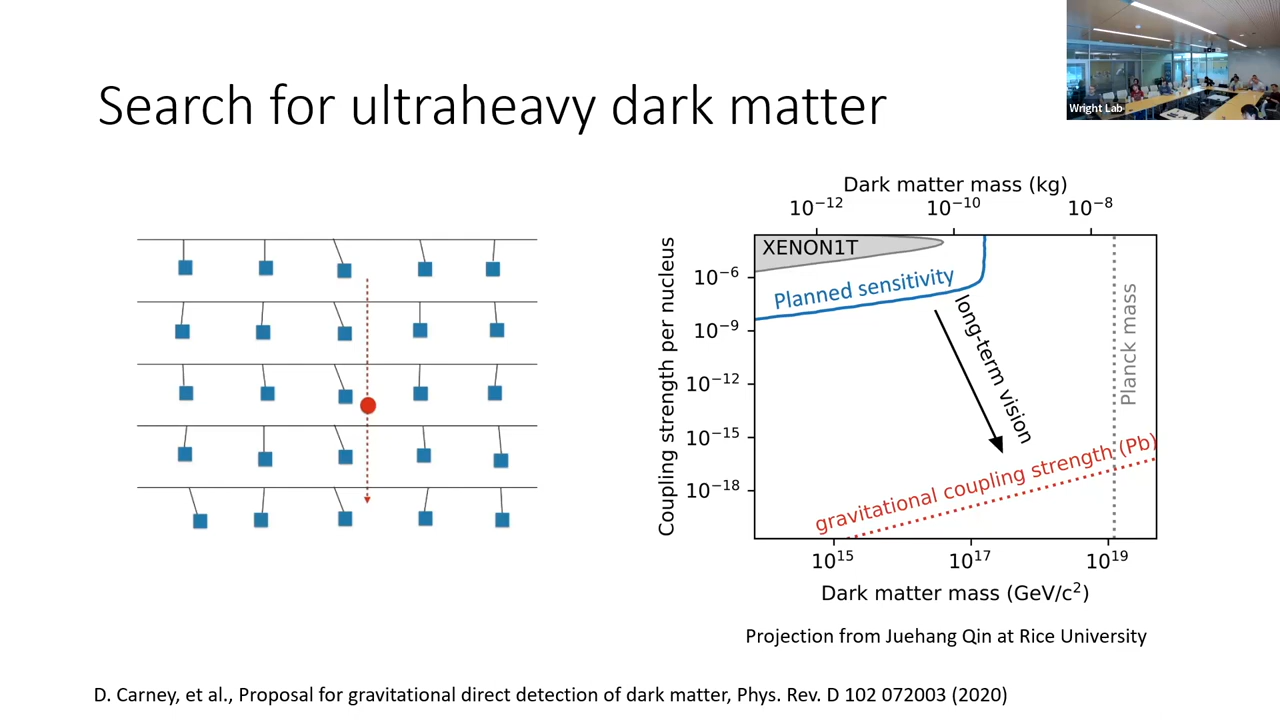 Search for ultraheavy dark matter
Wright Lab
Dark matter mass (kg)
10⁻¹² 10⁻¹⁰ 10⁻⁸
XENON1T
Planned sensitivity
long-term vision
Planck mass
gravitational coupling strength (Pb)
Coupling strength per nucleus
10⁻⁶
10⁻⁹
10⁻¹²
10⁻¹⁵
10⁻¹⁸
10¹⁵ 10¹⁷ 10¹⁹
Dark matter mass (GeV/c²)
Projection from Juehang Qin at Rice University
D. Carney, et al., Proposal for gravitational direct detection of dark matter, Phys. Rev. D 102 072003 (2020)